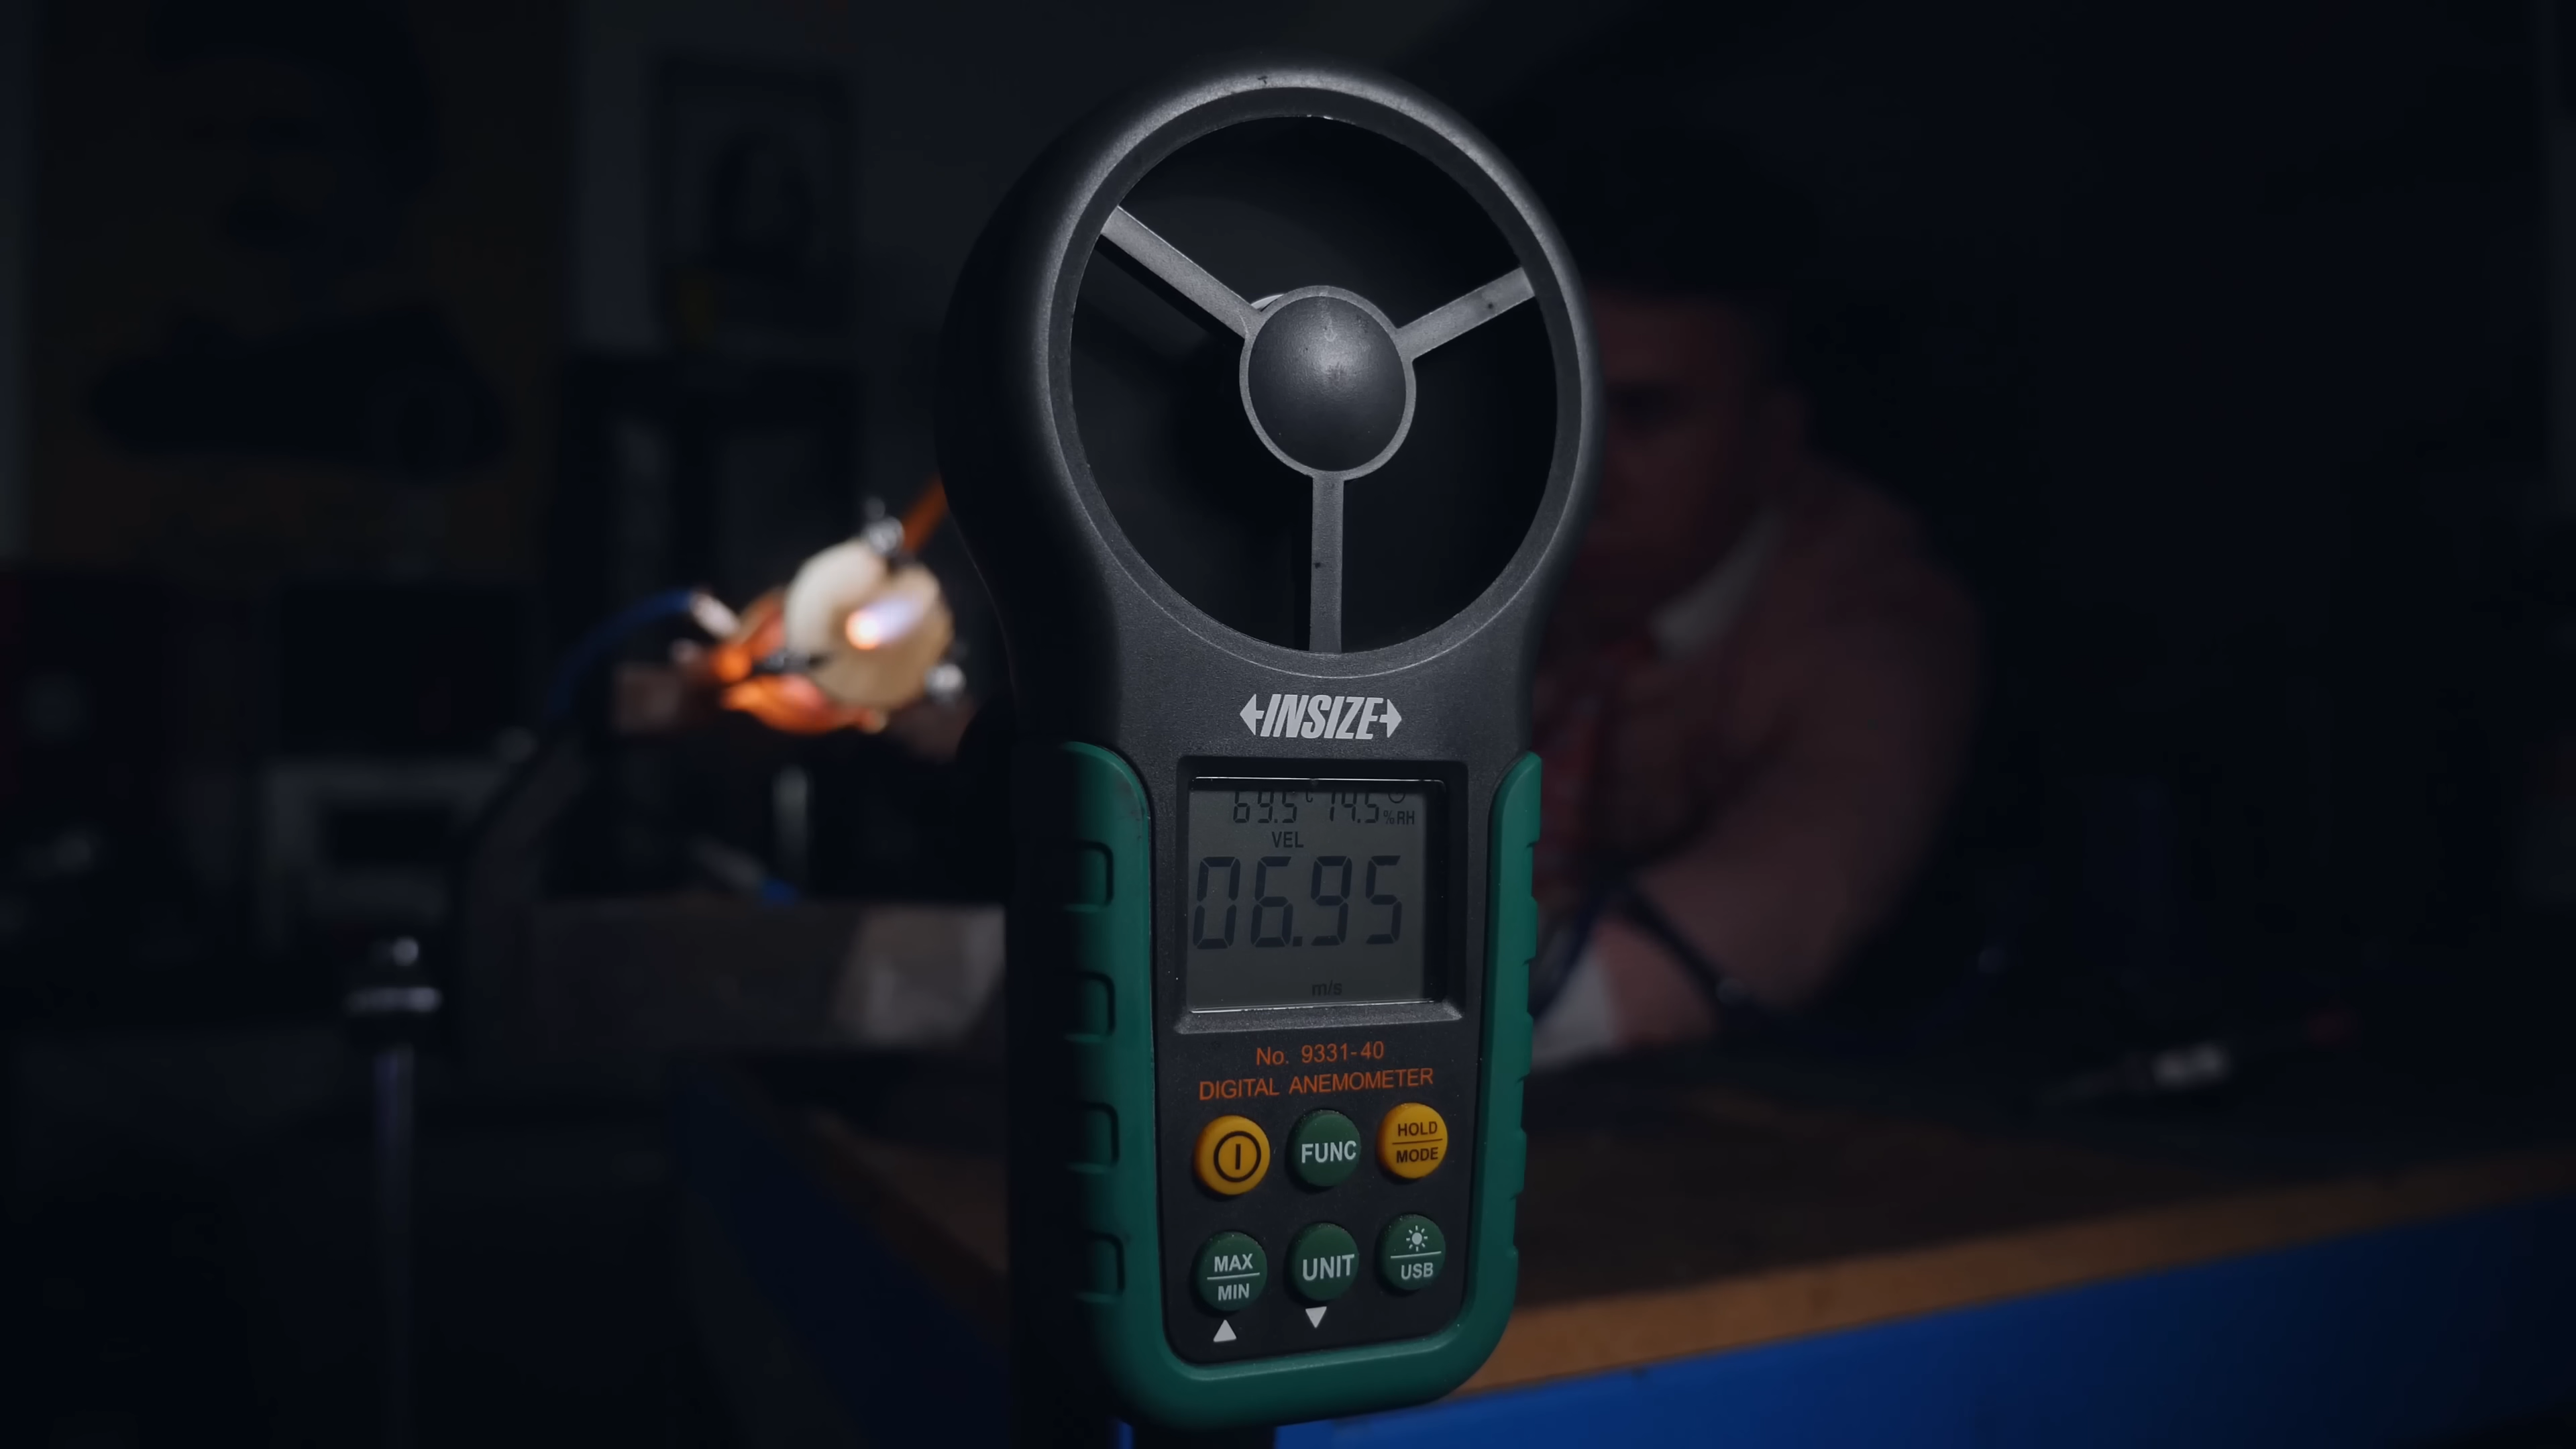 INSIZE
69.5 °C 14.5 %RH
VEL
06.95
m/s
No. 9331-40
DIGITAL ANEMOMETER
FUNC
HOLD
MODE
MAX
MIN
UNIT
USB